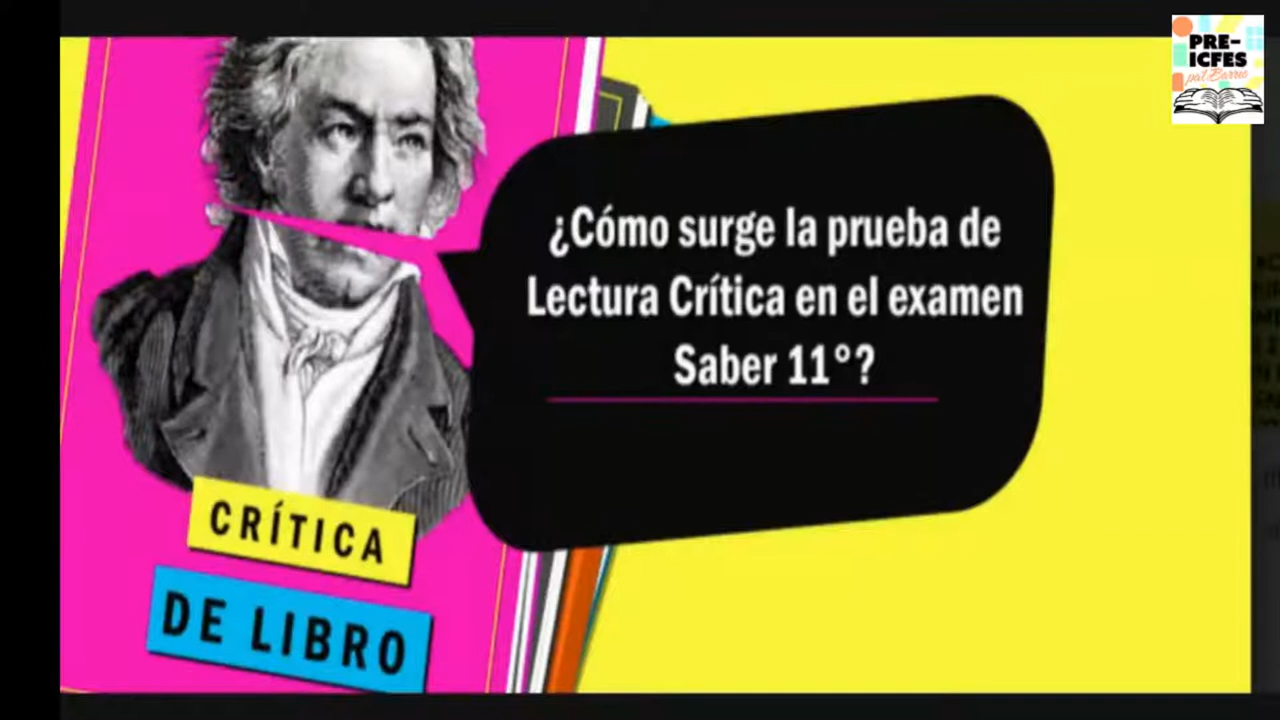 PRE-
ICFES
¿Cómo surge la prueba de
Lectura Crítica en el examen
Saber 11°?
CRÍTICA
DE LIBRO